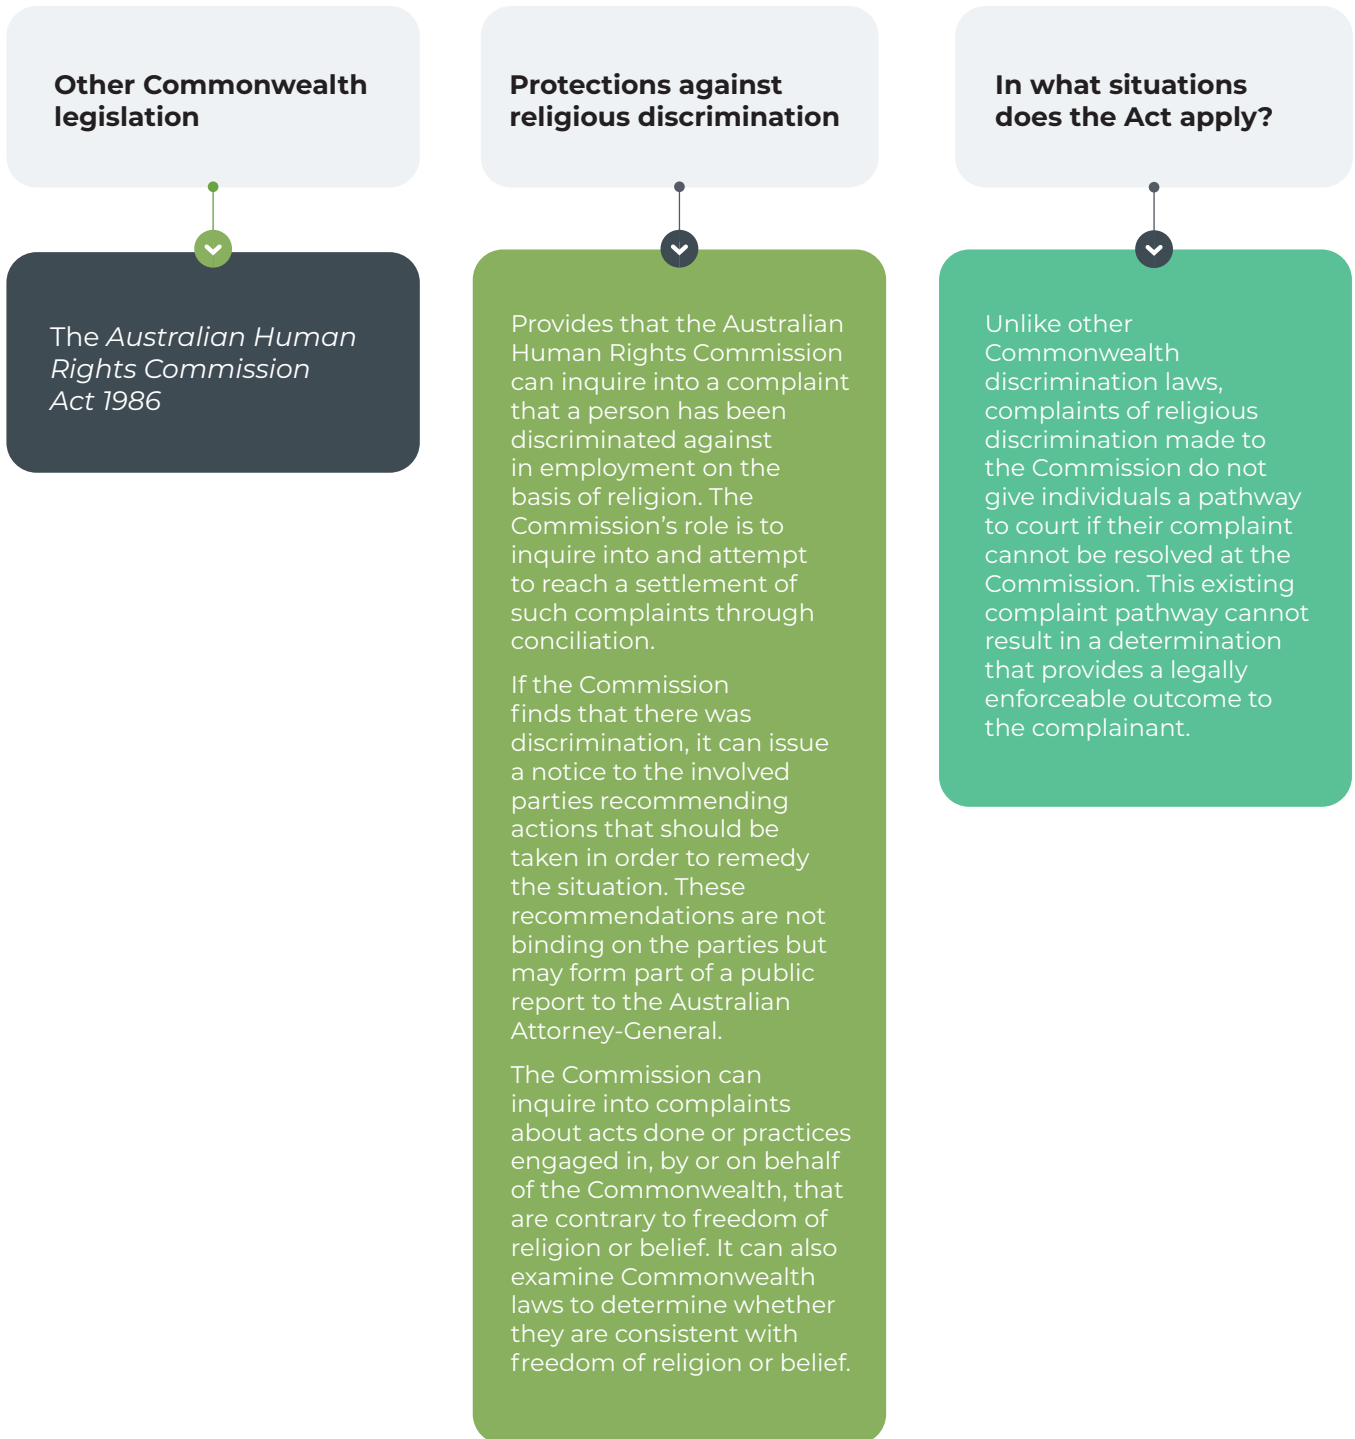 Other Commonwealth
legislation
The Australian Human
Rights Commission
Act 1986
Protections against
religious discrimination
Provides that the Australian
Human Rights Commission
can inquire into a complaint
that a person has been
discriminated against
in employment on the
basis of religion. The
Commission’s role is to
inquire into and attempt
to reach a settlement of
such complaints through
conciliation.
If the Commission
finds that there was
discrimination, it can issue
a notice to the involved
parties recommending
actions that should be
taken in order to remedy
the situation. These
recommendations are not
binding on the parties but
may form part of a public
report to the Australian
Attorney-General.
The Commission can
inquire into complaints
about acts done or practices
engaged in, by or on behalf
of the Commonwealth, that
are contrary to freedom of
religion or belief. It can also
examine Commonwealth
laws to determine whether
they are consistent with
freedom of religion or belief.
In what situations
does the Act apply?
Unlike other
Commonwealth
discrimination laws,
complaints of religious
discrimination made to
the Commission do not
give individuals a pathway
to court if their complaint
cannot be resolved at the
Commission. This existing
complaint pathway cannot
result in a determination
that provides a legally
enforceable outcome to
the complainant.